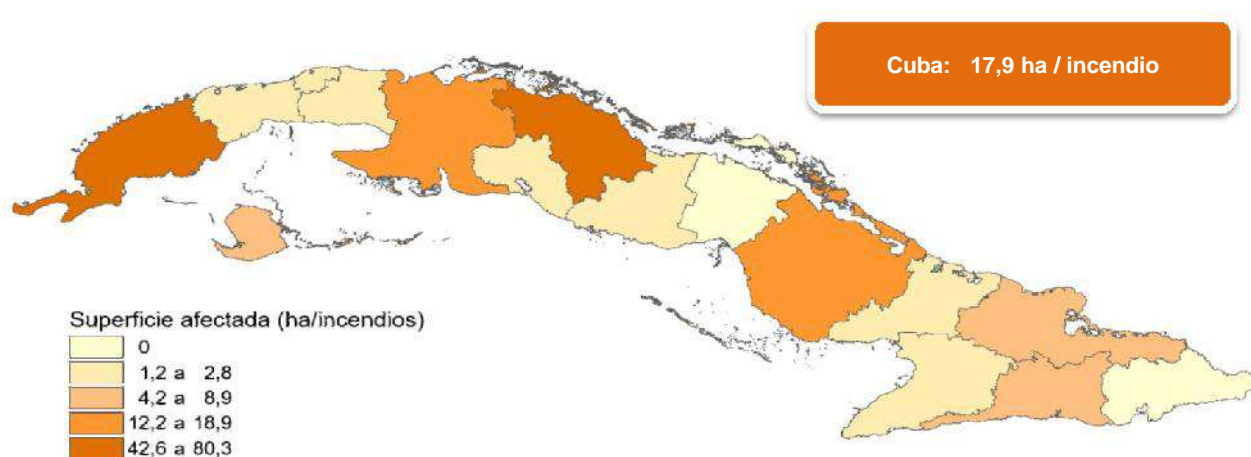 Cuba: 17,9 ha / incendio
Superficie afectada (ha/incendios)
0
1,2 a 2,8
4,2 a 8,9
12,2 a 18,9
42,6 a 80,3